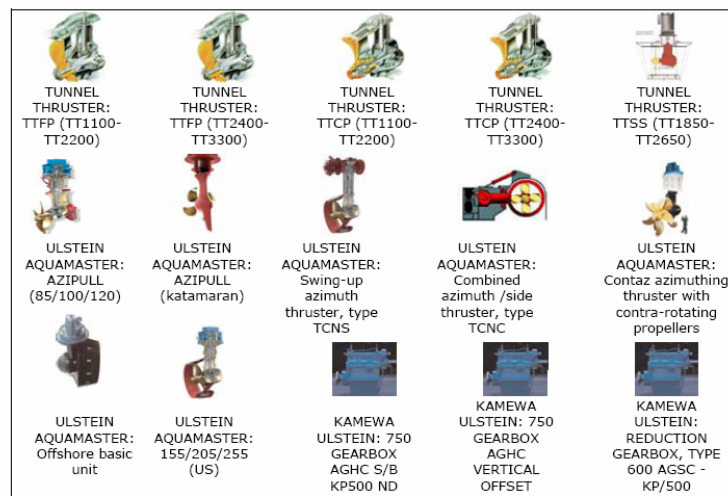 TUNNEL
THRUSTER:
TTFP (TT1100-
TT2200)
TUNNEL
THRUSTER:
TTFP (TT2400-
TT3300)
TUNNEL
THRUSTER:
TTCP (TT1100-
TT2200)
TUNNEL
THRUSTER:
TTCP (TT2400-
TT3300)
TUNNEL
THRUSTER:
TTSS (TT1850-
TT2650)
ULSTEIN
AQUAMASTER:
AZIPULL
(85/100/120)
ULSTEIN
AQUAMASTER:
AZIPULL
(katamaran)
ULSTEIN
AQUAMASTER:
Swing-up
azimuth
thruster, type
TCNS
ULSTEIN
AQUAMASTER:
Combined
azimuth /side
thruster, type
TCNC
ULSTEIN
AQUAMASTER:
Contaz azimuthing
thruster with
contra-rotating
propellers
ULSTEIN
AQUAMASTER:
Offshore basic
unit
ULSTEIN
AQUAMASTER:
155/205/255
(US)
KAMEWA
ULSTEIN: 750
GEARBOX
AGHC S/B
KP500 ND
KAMEWA
ULSTEIN: 750
GEARBOX
AGHC
VERTICAL
OFFSET
KAMEWA
ULSTEIN:
REDUCTION
GEARBOX, TYPE
600 AGSC -
KP/500